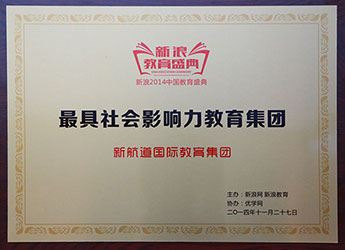 新浪
教育盛典
新浪2014中国教育盛典
最具社会影响力教育集团
新航道国际教育集团
主办：新浪网 新浪教育
协办：优学网
二〇一四年十一月二十七日